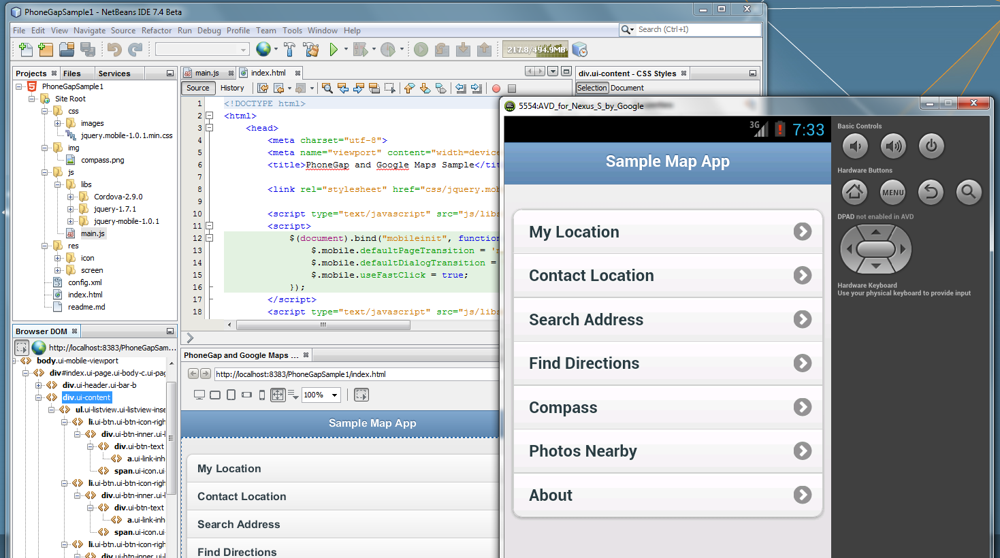 PhoneGapSample1 - NetBeans IDE 7.4 Beta
File Edit View Navigate Source Refactor Run Debug Profile Team Tools Window Help
Search (Ctrl+I)
217.8/494.9MB
Projects Files Services
PhoneGapSample1
Site Root
css
images
jquery.mobile-1.0.1.min.css
img
compass.png
js
libs
Cordova-2.9.0
jquery-1.7.1
jquery-mobile-1.0.1
main.js
res
icon
screen
config.xml
index.html
readme.md
Browser DOM
http://localhost:8383/PhoneGapSam...
body.ui-mobile-viewport
div#index.ui-page.ui-body-c.ui-pag
div.ui-header.ui-bar-b
div.ui-content
ul.ui-listview.ui-listview-inse
li.ui-btn.ui-btn-icon-righ
div.ui-btn-inner.ui-l
div.ui-btn-text
a.ui-link-inh
span.ui-icon.ui-
li.ui-btn.ui-btn-icon-righ
div.ui-btn-inner.ui-l
div.ui-btn-text
a.ui-link-inh
span.ui-icon.ui-
li.ui-btn.ui-btn-icon-righ
div.ui-btn-inner.ui-l
main.js index.html
Source History
1 <!DOCTYPE html>
2 <html>
3 <head>
4 <meta charset="utf-8">
5 <meta name="viewport" content="width=device
6 <title>PhoneGap and Google Maps Sample</tit
7
8 <link rel="stylesheet" href="css/jquery.mob
9
10 <script type="text/javascript" src="js/libs
11 <script>
12 $(document).bind("mobileinit", function
13 $.mobile.defaultPageTransition = '
14 $.mobile.defaultDialogTransition =
15 $.mobile.useFastClick = true;
16 });
17 </script>
18 <script type="text/javascript" src="js/libs
PhoneGap and Google Maps ...
http://localhost:8383/PhoneGapSample1/index.html
100%
Sample Map App
My Location
Contact Location
Search Address
Find Directions
div.ui-content - CSS Styles
Selection Document
5554:AVD_for_Nexus_S_by_Google
3G 7:33
Sample Map App
My Location
Contact Location
Search Address
Find Directions
Compass
Photos Nearby
About
Basic Controls
Hardware Buttons
MENU
DPAD not enabled in AVD
Hardware Keyboard
Use your physical keyboard to provide input